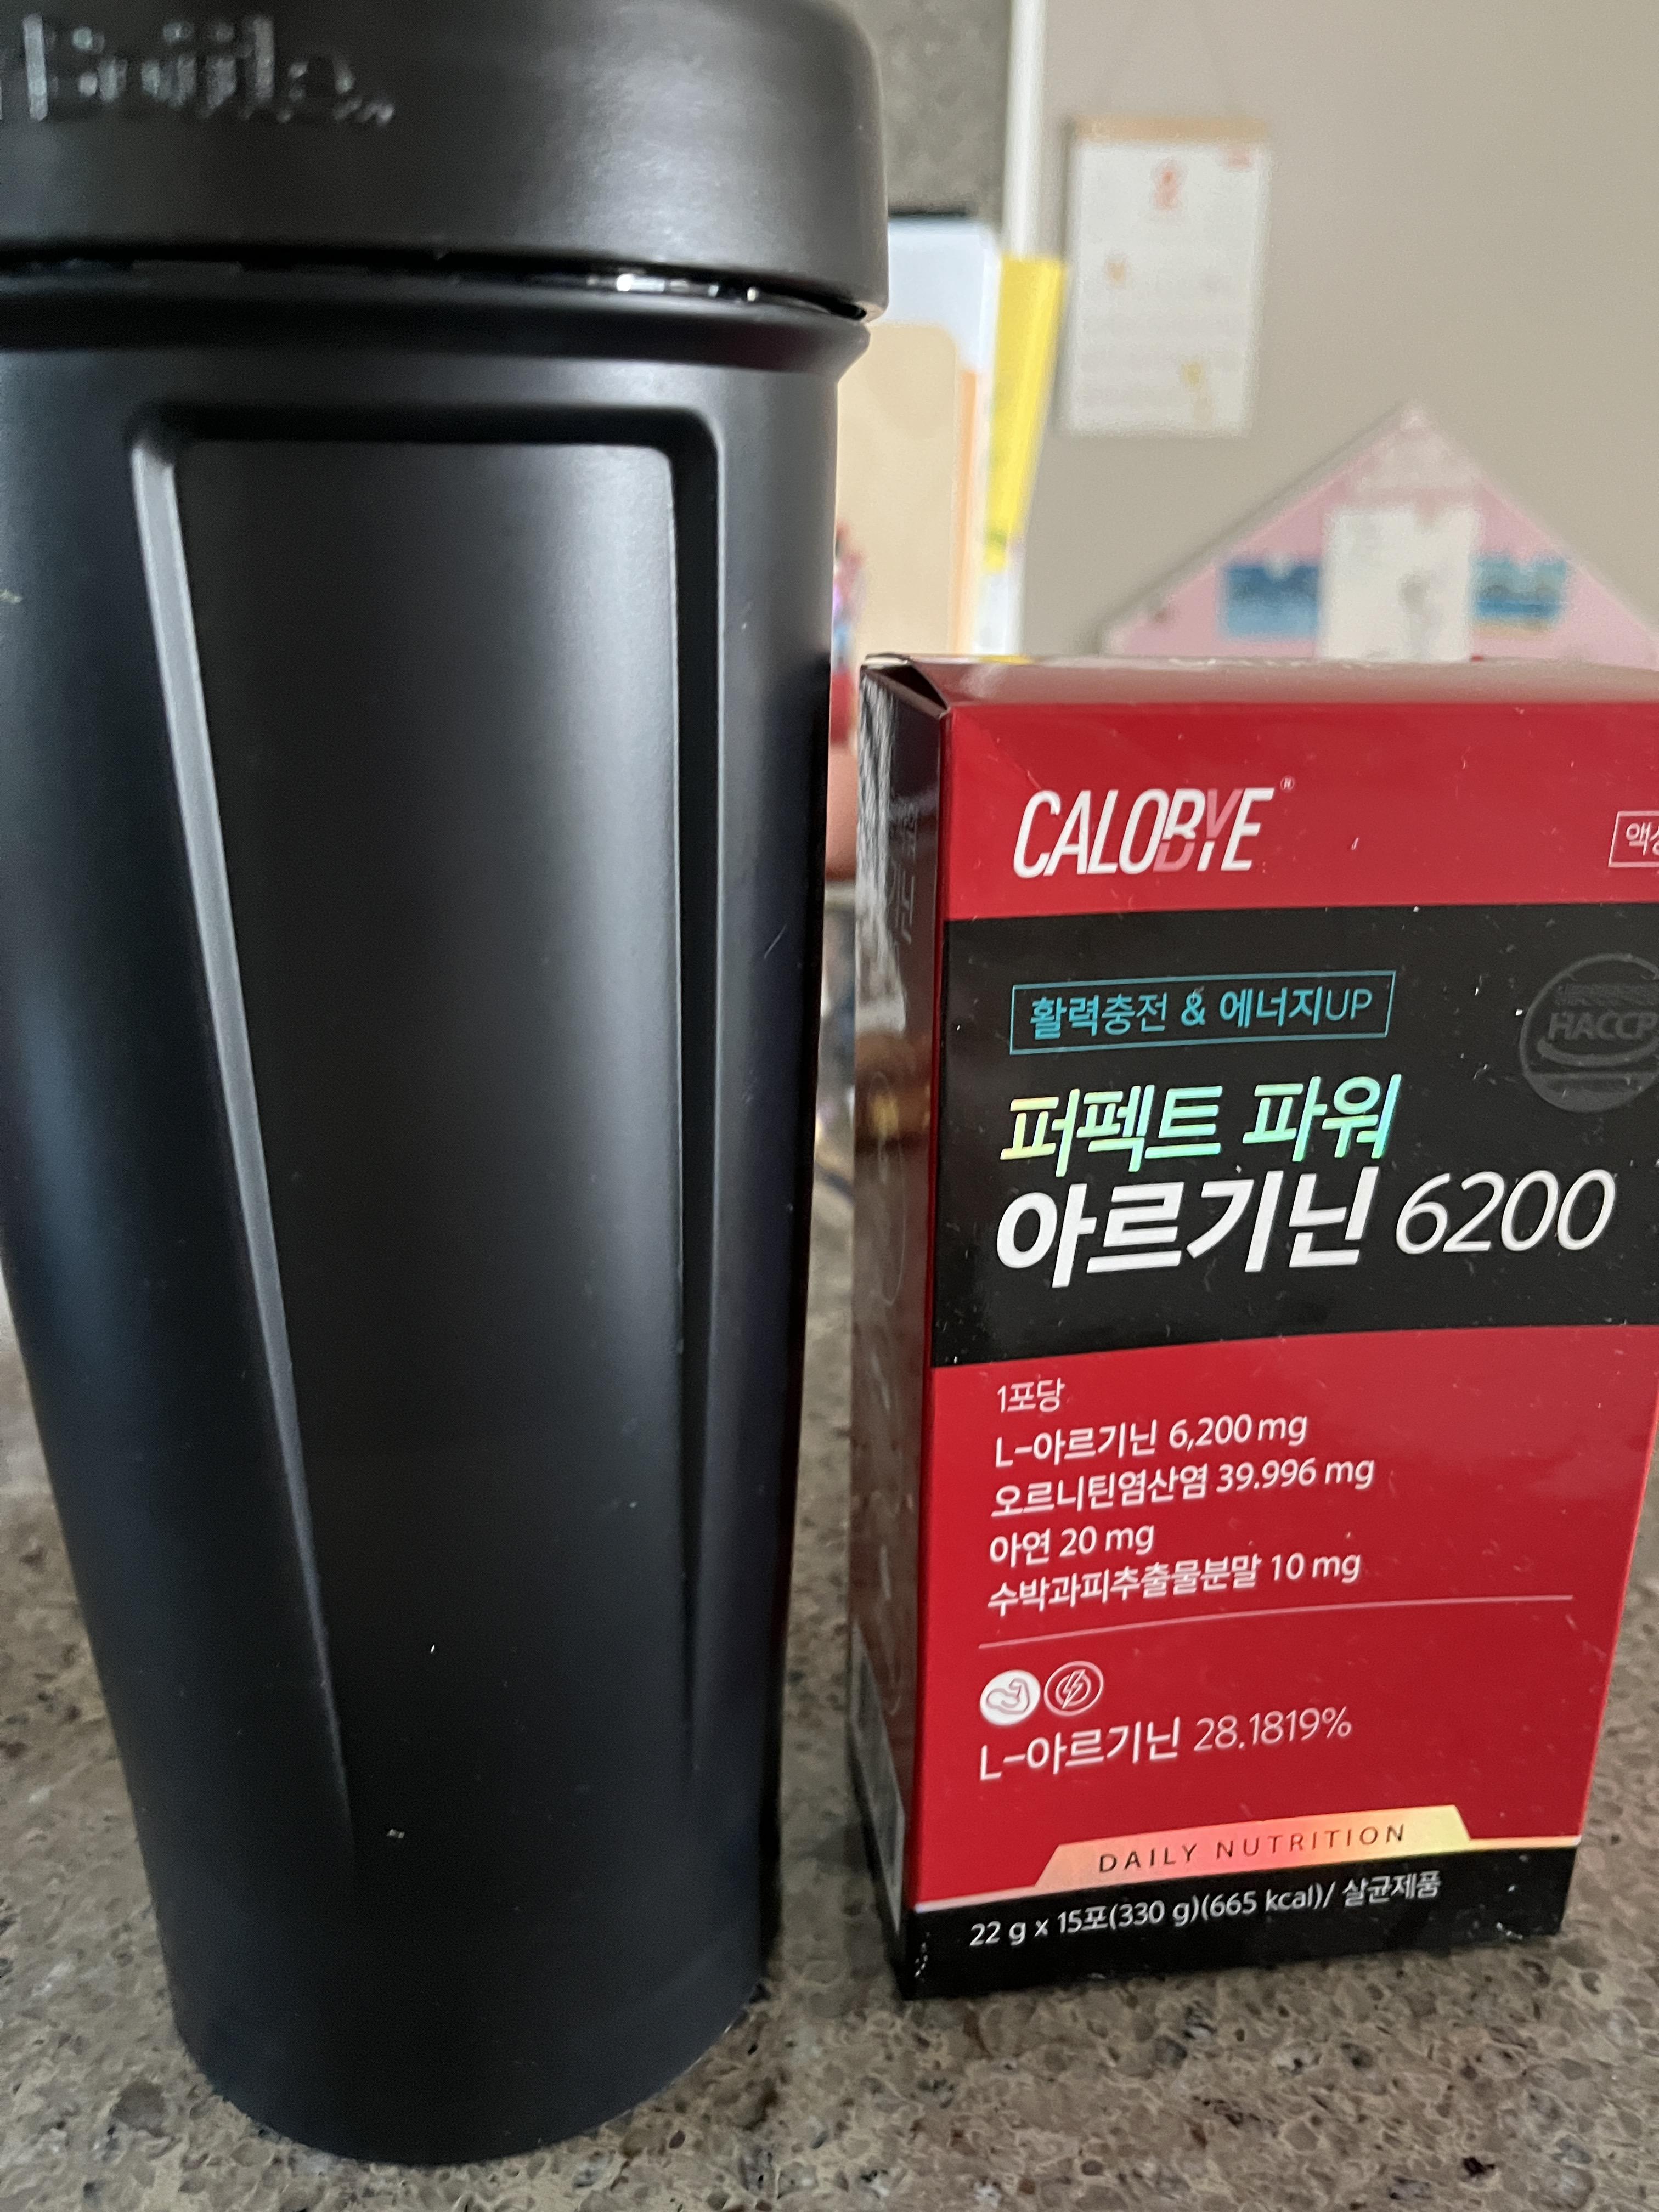 CALOBYE®
활력충전 & 에너지UP
HACCP
퍼펙트 파워
아르기닌 6200
1포당
L-아르기닌 6,200 mg
오르니틴염산염 39.996 mg
아연 20 mg
수박과피추출물분말 10 mg
L-아르기닌 28.1819%
DAILY NUTRITION
22 g x 15포(330 g)(665 kcal)/ 살균제품